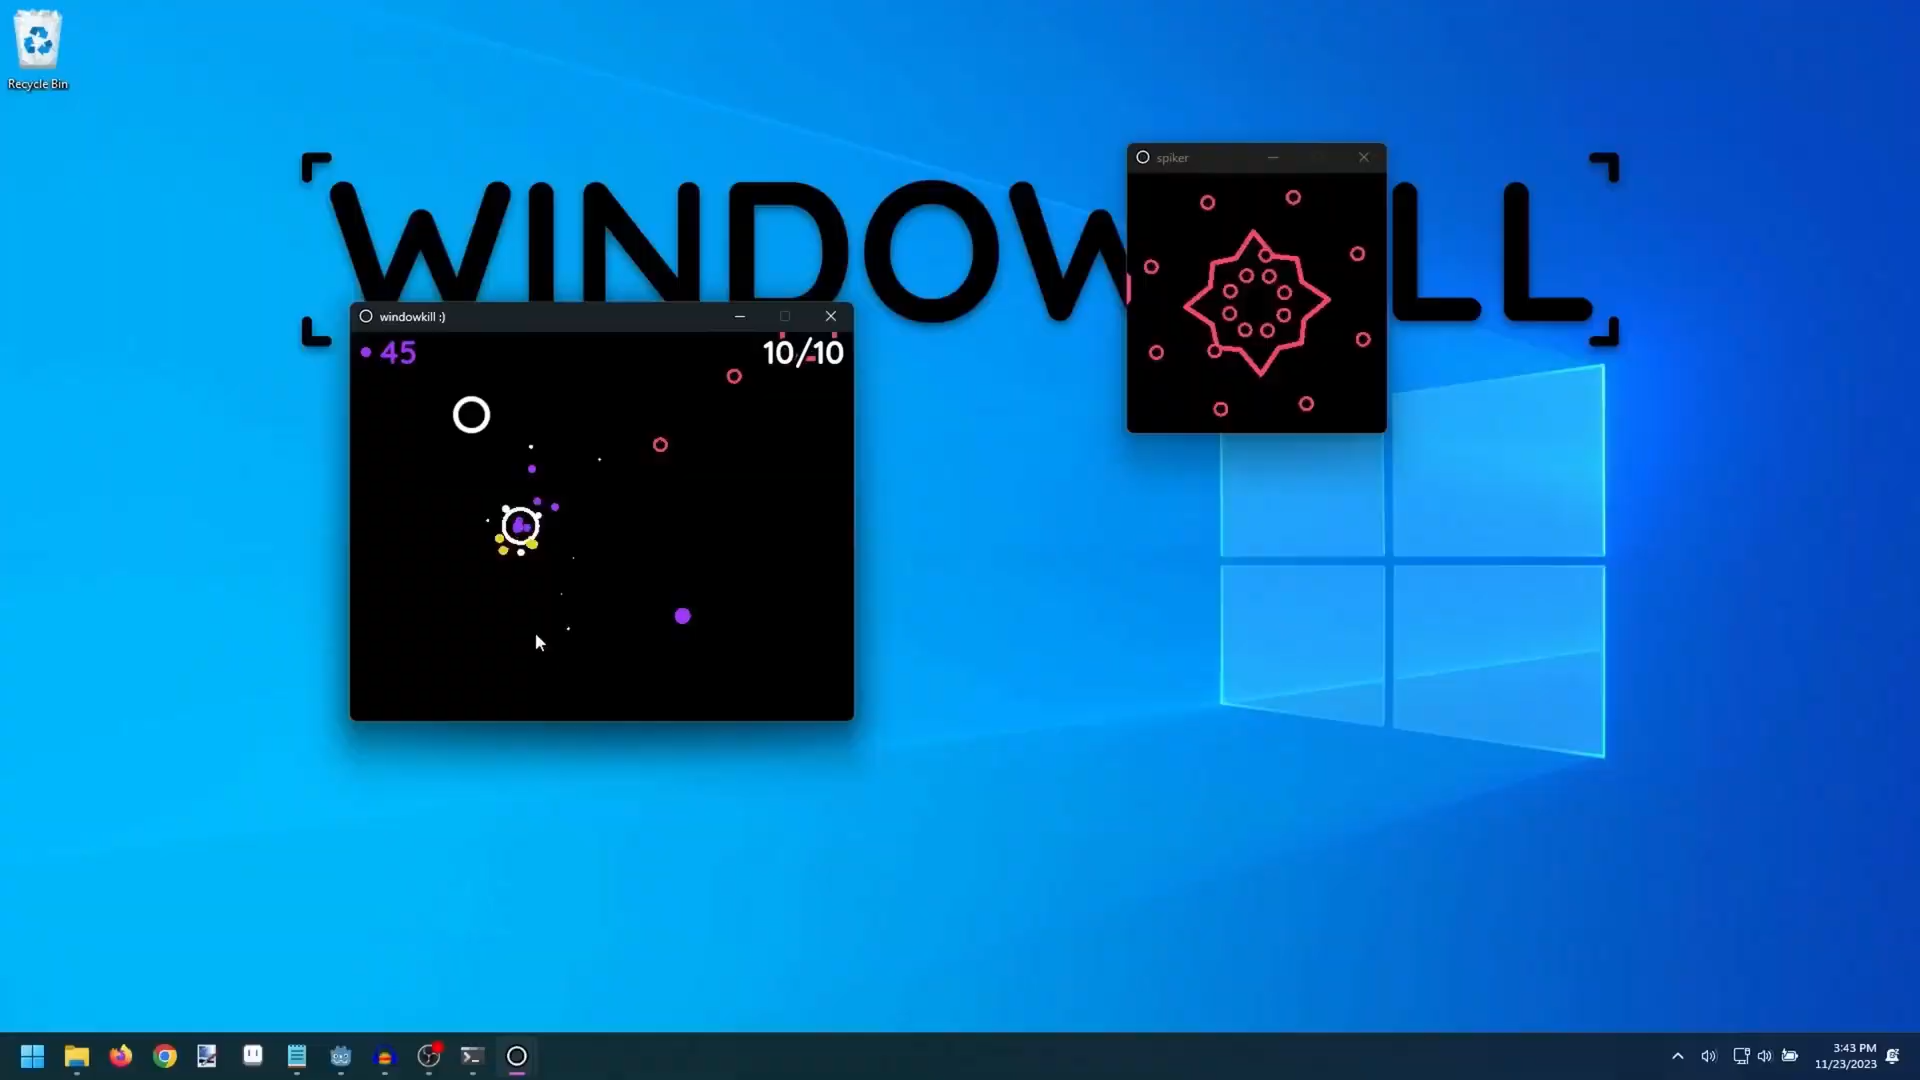 Recycle Bin
WINDOW LL
spiker
windowkill :)
45
10/10
3:43 PM
11/23/2023